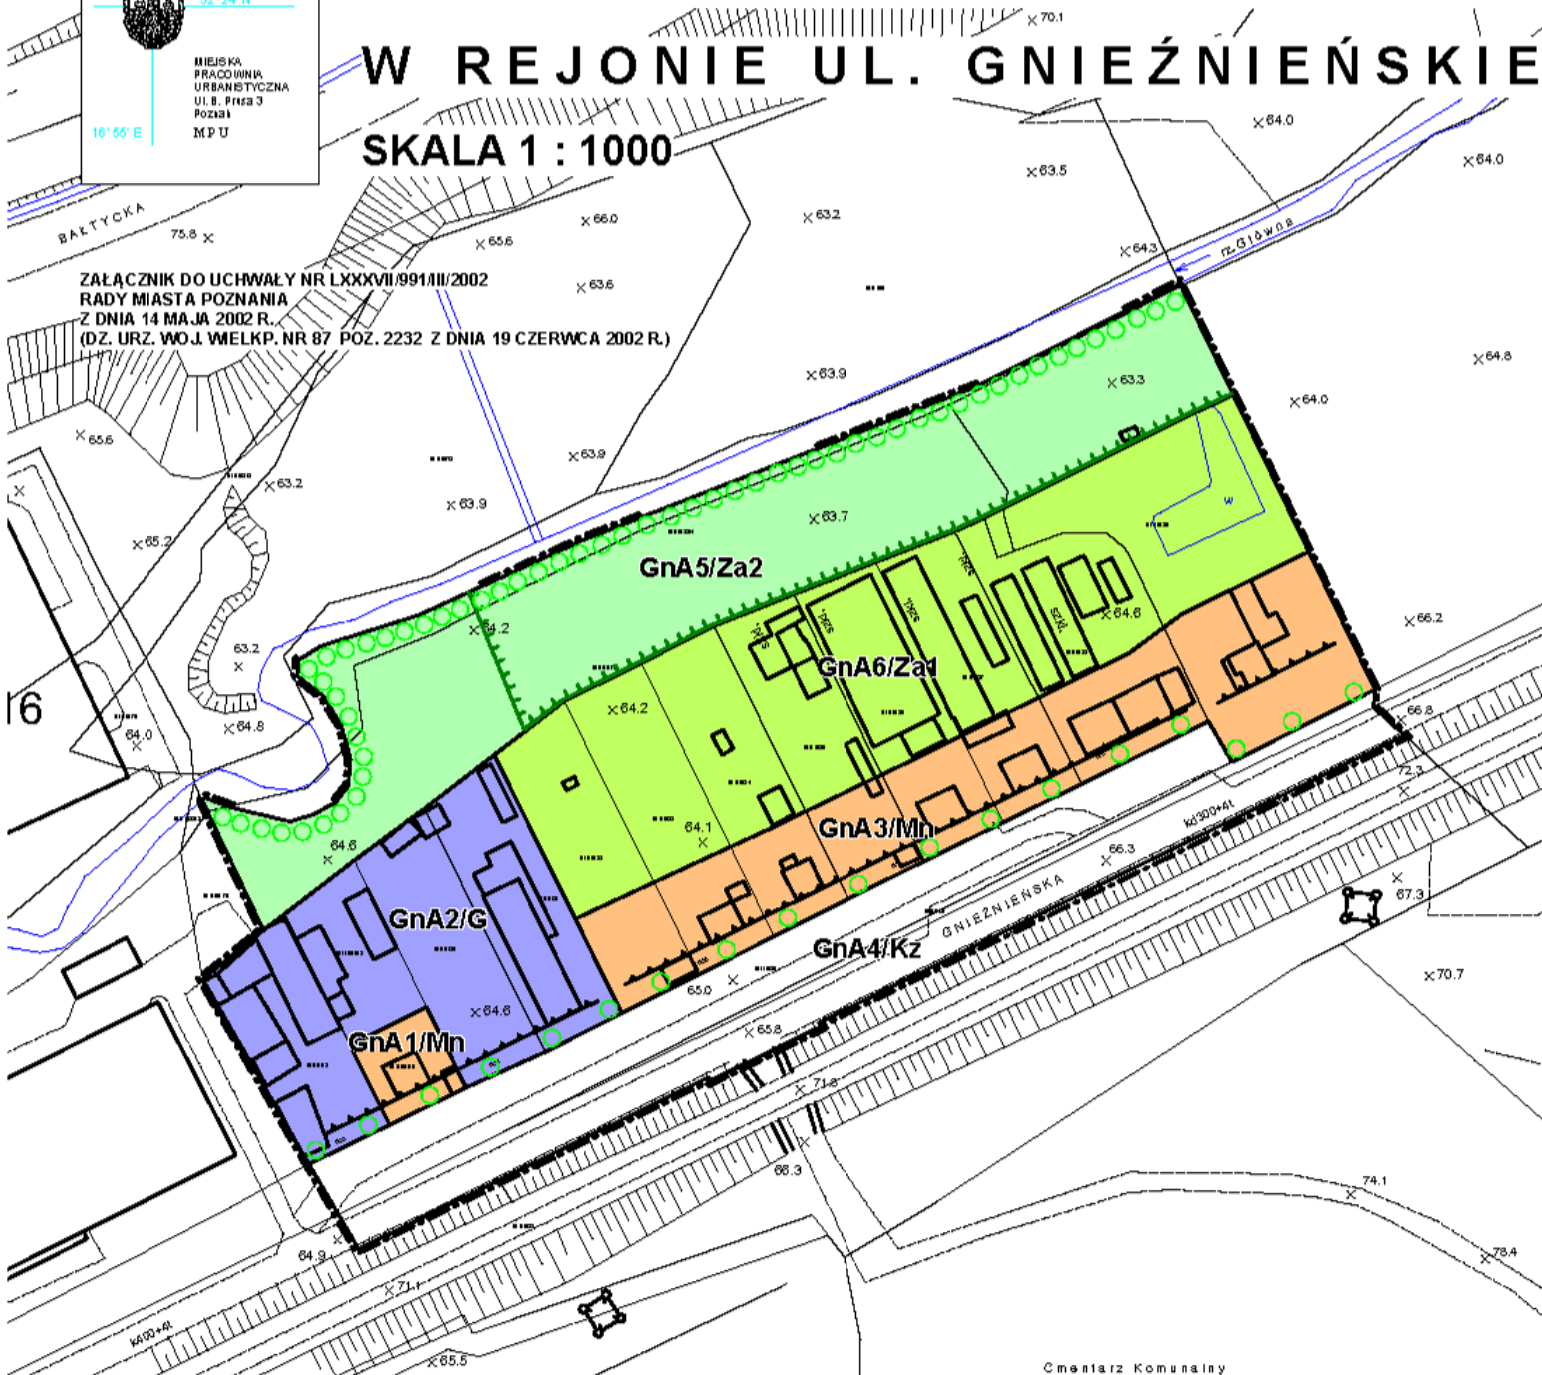 52° 24' N
MIEJSKA
PRACOWNIA
URBANISTYCZNA
Ul. B. Prusa 3
Poznań
MPU
16° 55' E
W REJONIE UL. GNIEŹNIEŃSKIE
SKALA 1 : 1000
BAŁTYCKA
ZAŁĄCZNIK DO UCHWAŁY NR LXXXVII/991/III/2002
RADY MIASTA POZNANIA
Z DNIA 14 MAJA 2002 R.
(DZ. URZ. WOJ. WIELKP. NR 87 POZ. 2232 Z DNIA 19 CZERWCA 2002 R.)
70.1
64.0
63.5
64.0
66.0
63.2
75.8
65.6
64.3
rz. Główna
63.6
63.9
63.3
64.8
64.0
65.6
63.9
63.2
63.9
63.7
65.2
w
GnA5/Za2
64.2
64.6
66.2
63.2
GnA6/Za1
16
64.2
64.8
64.0
66.8
72.3
64.1
GnA3/Mn
kd300+4t
64.6
66.3
67.3
GNIEŹNIEŃSKA
GnA2/G
GnA4/Kz
70.7
65.0
64.6
65.8
GnA1/Mn
71.8
66.3
74.1
64.9
78.4
71.1
k400+4t
65.5
Cmentarz Komunalny